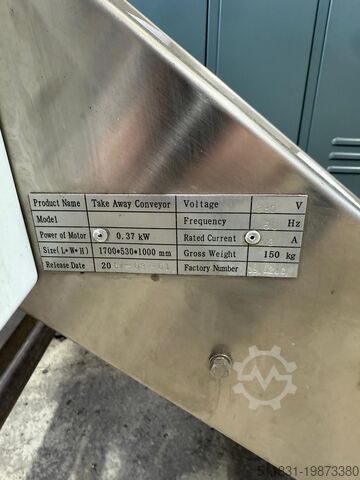 Product Name Take Away Conveyor Voltage V
Model Frequency Hz
Power of Motor 0.37 kW Rated Current A
Size(L*W*H) 1700*530*1000 mm Gross Weight 150 kg
Release Date 20 Factory Number